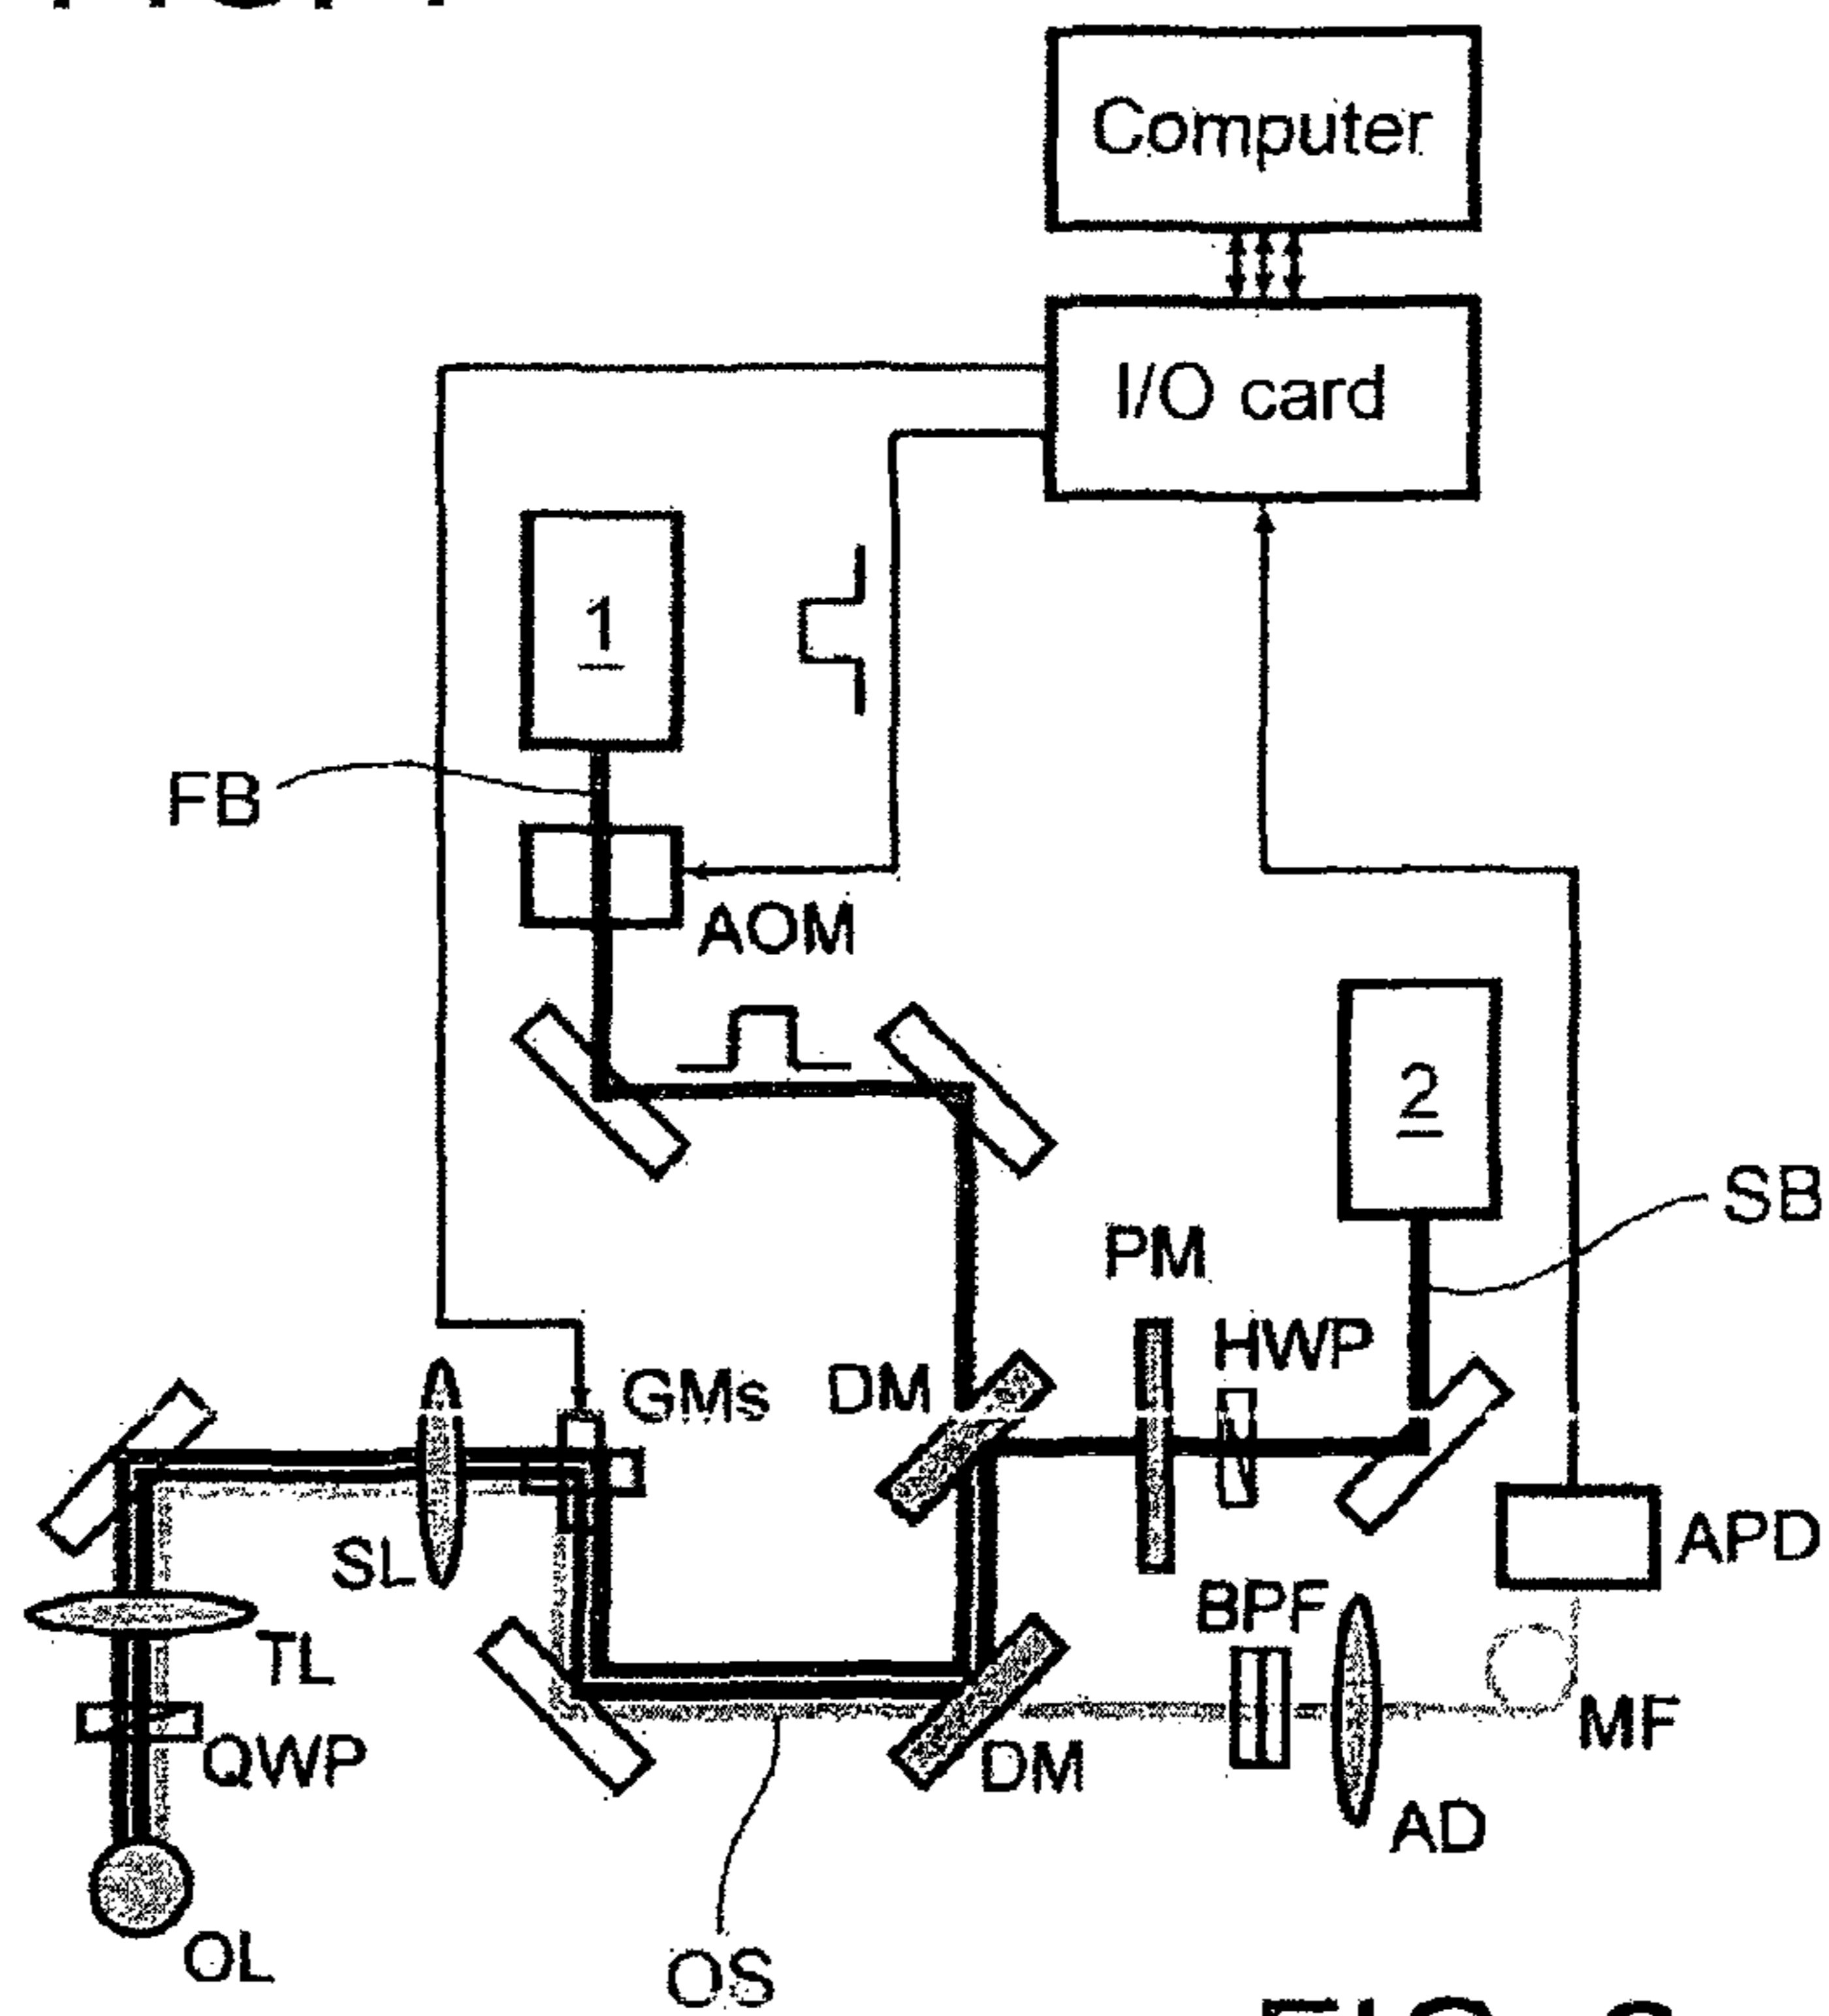 Computer
I/O card
1
FB
AOM
2
SB
PM
HWP
GMs
DM
SL
APD
BPF
TL
MF
QWP
DM
AD
OL
OS